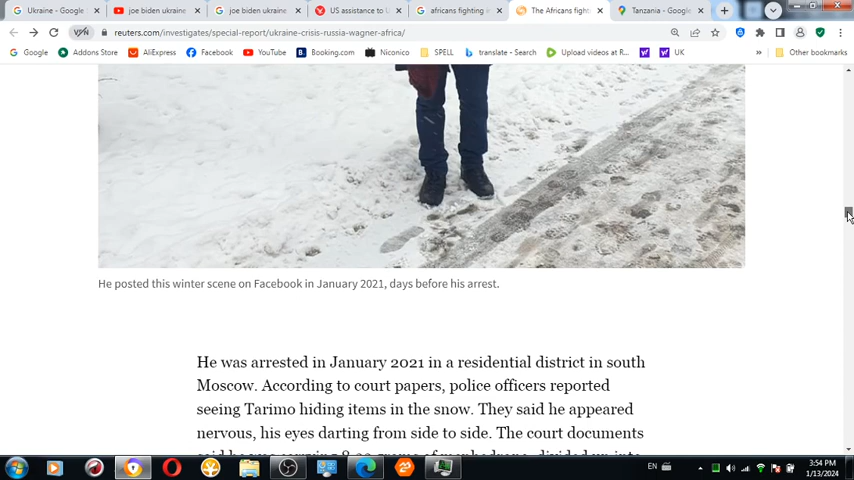 Ukraine - Google
joe biden ukraine
joe biden ukraine
US assistance to U
africans fighting w
The Africans fight
Tanzania - Google
VPN
reuters.com/investigates/special-report/ukraine-crisis-russia-wagner-africa/
Google
Addons Store
AliExpress
Facebook
YouTube
Booking.com
Niconico
SPELL
translate - Search
Upload videos at R...
UK
»
Other bookmarks
He posted this winter scene on Facebook in January 2021, days before his arrest.
He was arrested in January 2021 in a residential district in south
Moscow. According to court papers, police officers reported
seeing Tarimo hiding items in the snow. They said he appeared
nervous, his eyes darting from side to side. The court documents
EN
3:54 PM
1/13/2024